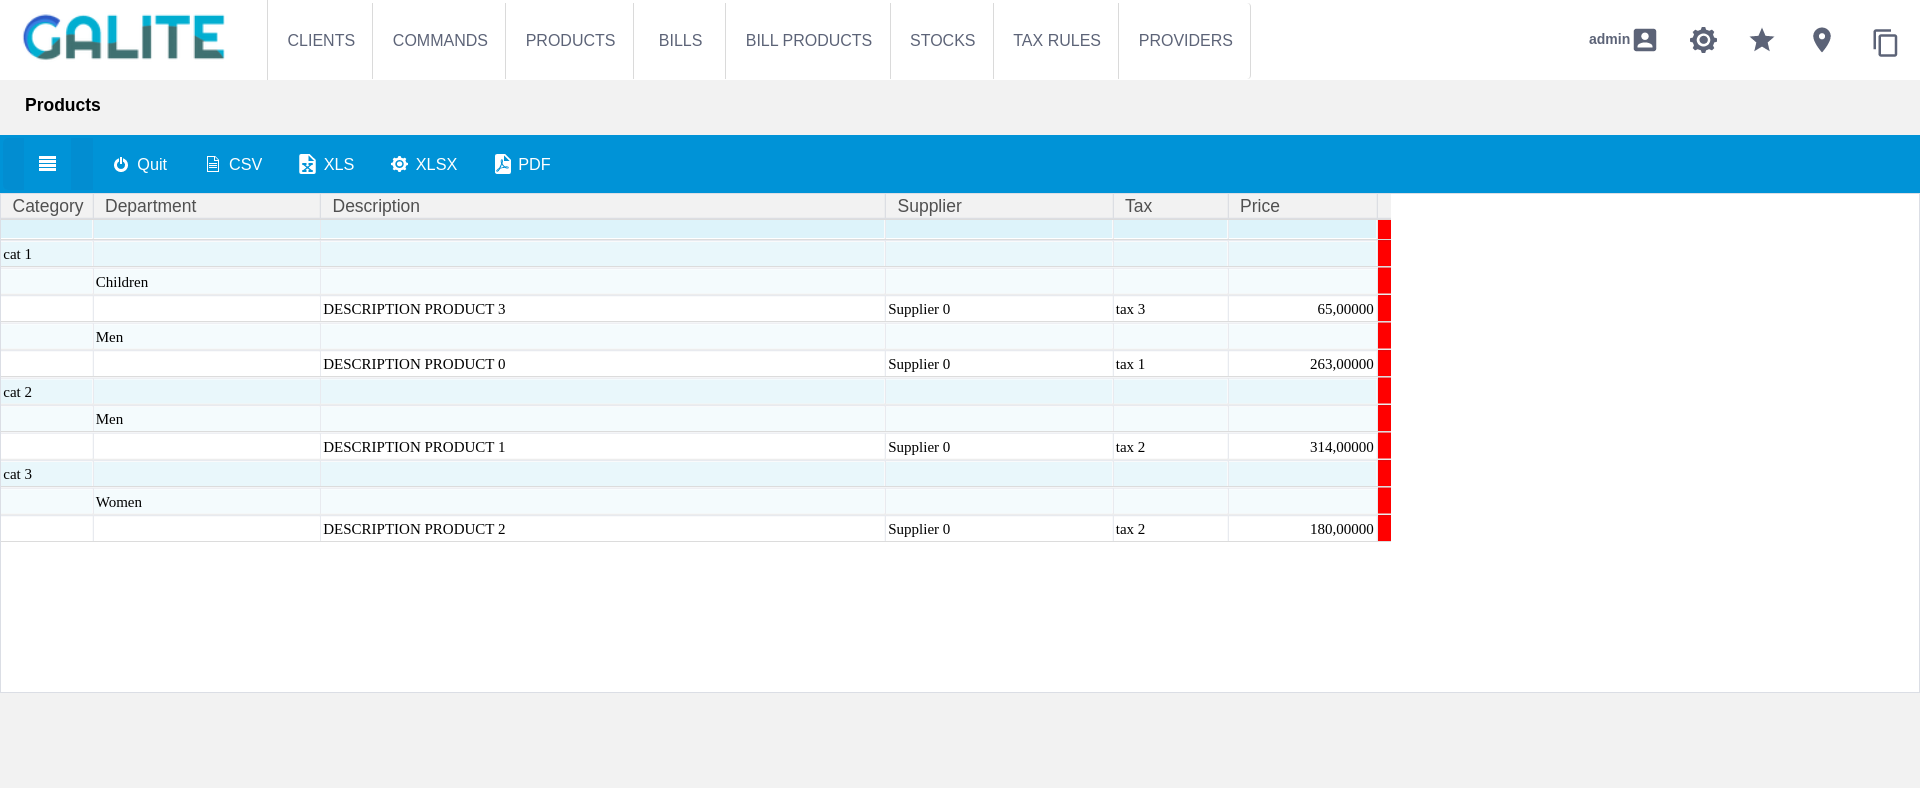 GALITE CLIENTS COMMANDS PRODUCTS BILLS BILL PRODUCTS STOCKS TAX RULES PROVIDERS admin
Products
Quit CSV XLS XLSX PDF
Category Department Description Supplier Tax Price
cat 1
Children
DESCRIPTION PRODUCT 3 Supplier 0 tax 3 65,00000
Men
DESCRIPTION PRODUCT 0 Supplier 0 tax 1 263,00000
cat 2
Men
DESCRIPTION PRODUCT 1 Supplier 0 tax 2 314,00000
cat 3
Women
DESCRIPTION PRODUCT 2 Supplier 0 tax 2 180,00000